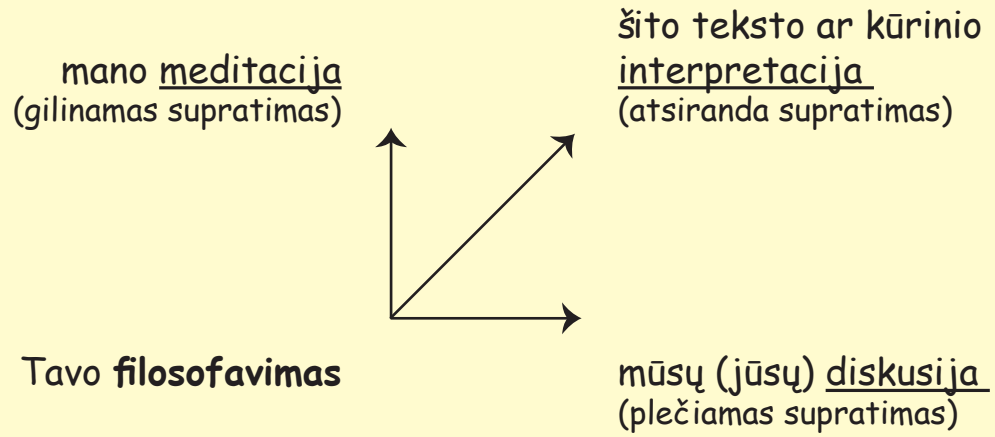 mano meditacija
(gilinamas supratimas)
šito teksto ar kūrinio
interpretacija
(atsiranda supratimas)
Tavo filosofavimas
mūsų (jūsų) diskusija
(plečiamas supratimas)